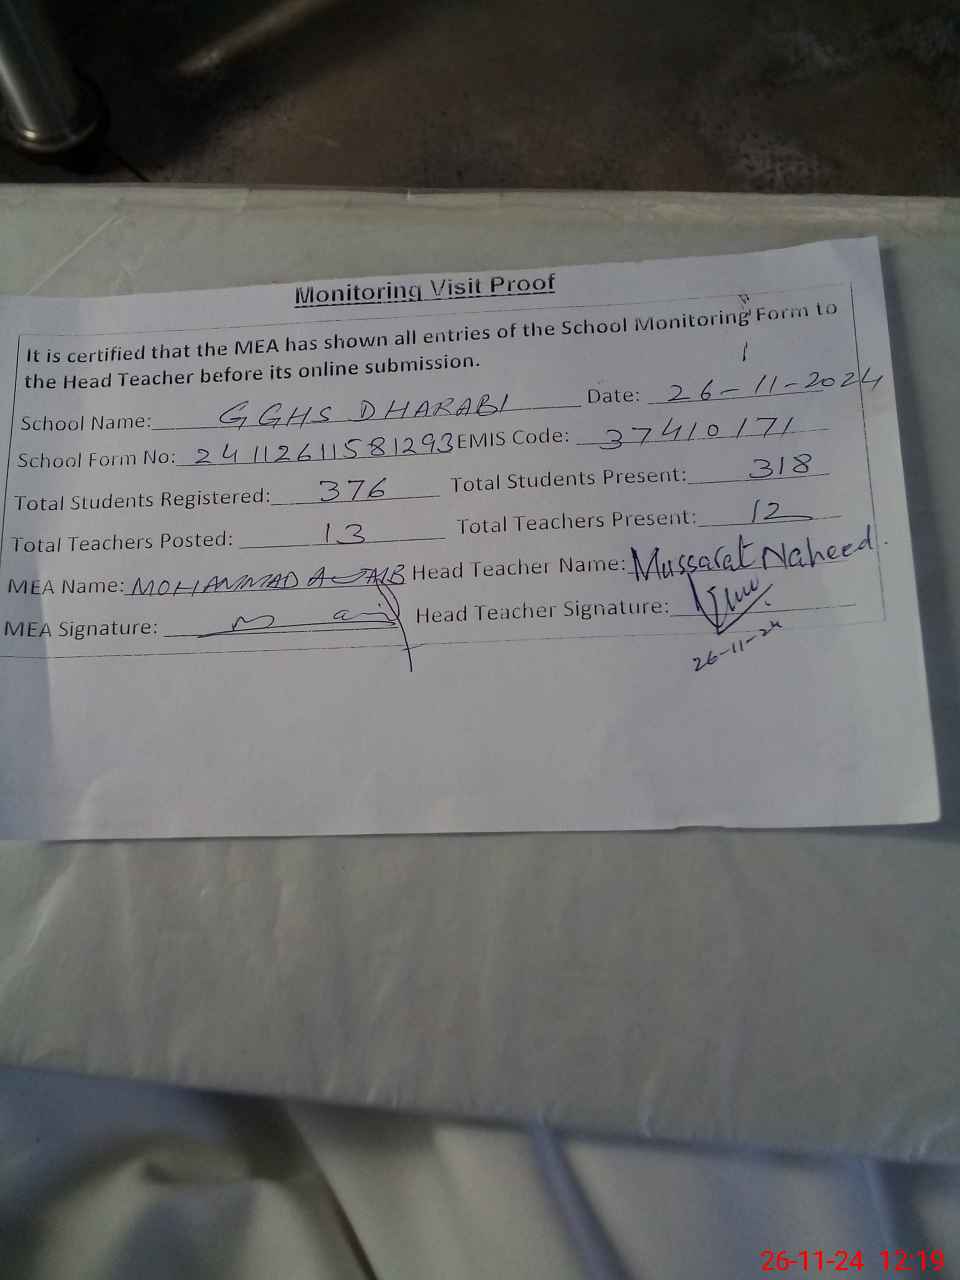 Monitoring Visit Proof
It is certified that the MEA has shown all entries of the School Monitoring Form to
the Head Teacher before its online submission.
School Name: GGHS DHARABI Date: 26-11-2024
School Form No: 24112611581293 EMIS Code: 37410171
Total Students Registered: 376 Total Students Present: 318
Total Teachers Posted: 13 Total Teachers Present: 12
MEA Name: MOHAMMAD AJAIB Head Teacher Name: Mussarat Naheed.
MEA Signature: Head Teacher Signature:
26-11-24
26-11-24 12:19